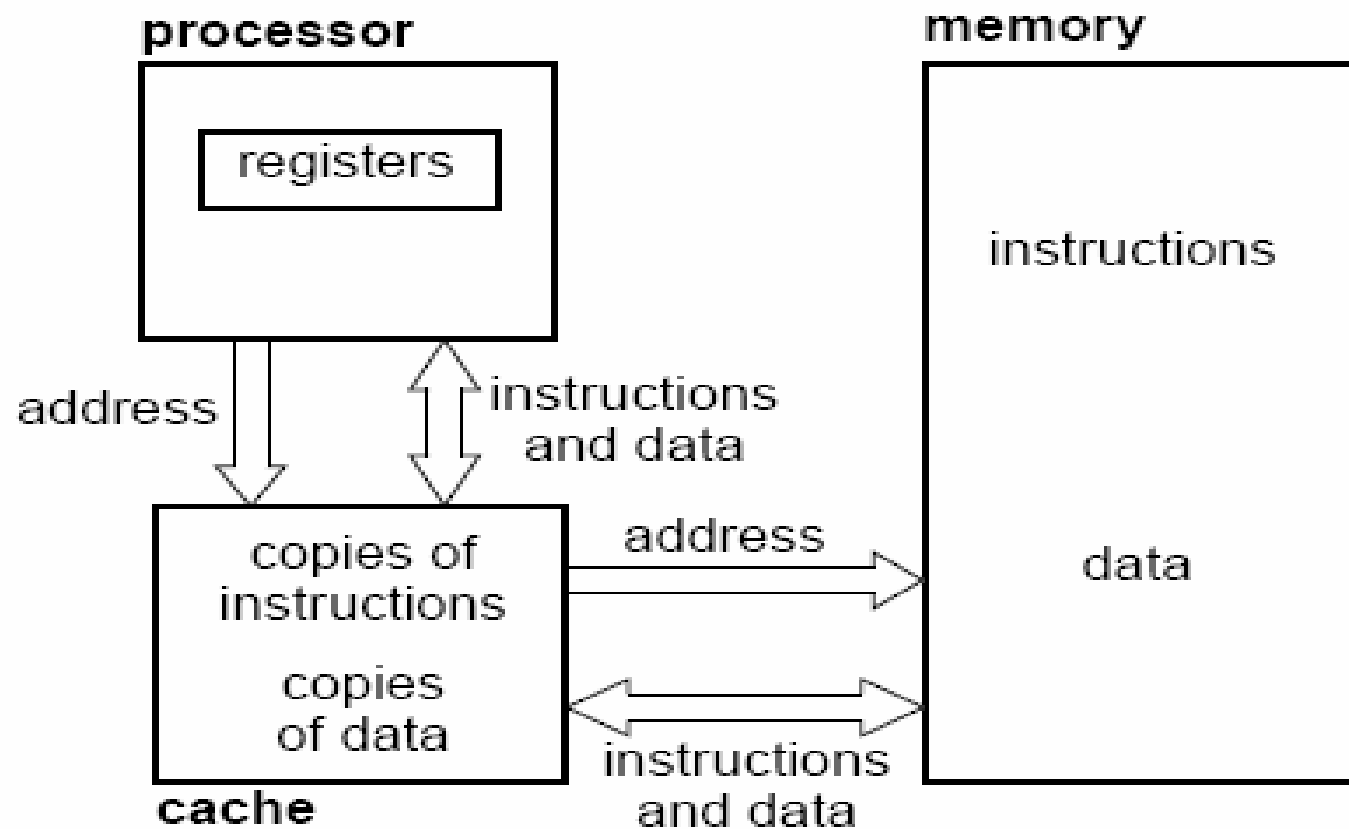 processor
memory
registers
instructions
address
instructions
and data
copies of
instructions
address
data
copies
of data
instructions
and data
cache